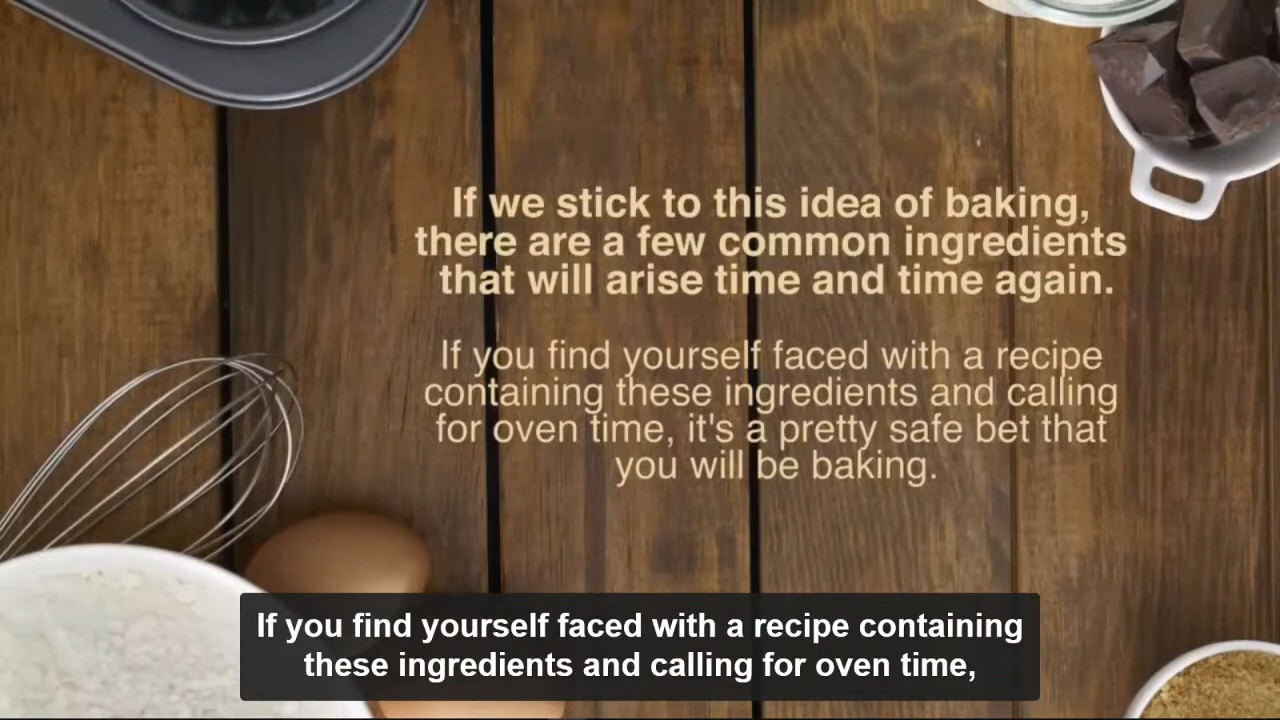 If we stick to this idea of baking,
there are a few common ingredients
that will arise time and time again.
If you find yourself faced with a recipe
containing these ingredients and calling
for oven time, it's a pretty safe bet that
you will be baking.
If you find yourself faced with a recipe containing
these ingredients and calling for oven time,